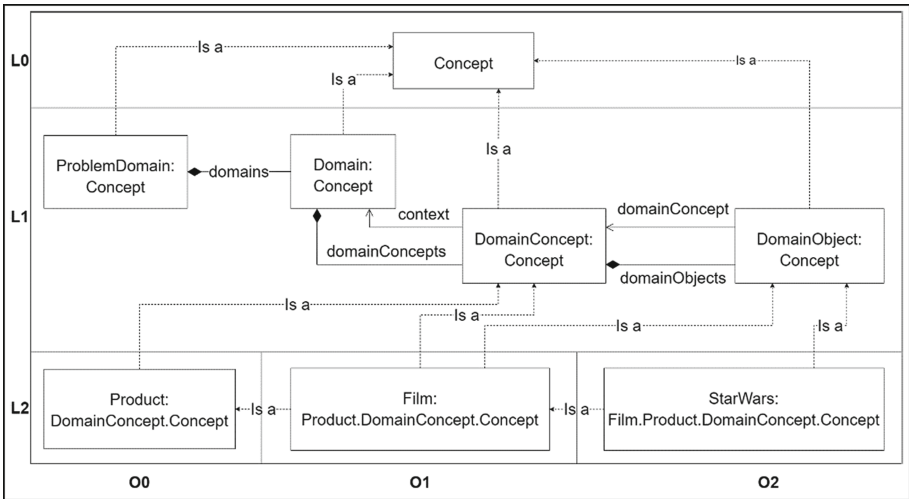 L0
Is a
Concept
Is a
Is a
Is a
L1
ProblemDomain:
Concept
domains
Domain:
Concept
context
domainConcepts
DomainConcept:
Concept
domainConcept
domainObjects
DomainObject:
Concept
Is a
Is a
Is a
Is a
L2
Product:
DomainConcept.Concept
Is a
Film:
Product.DomainConcept.Concept
Is a
StarWars:
Film.Product.DomainConcept.Concept
O0
O1
O2